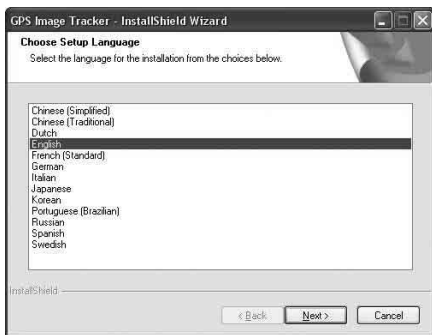 GPS Image Tracker - InstallShield Wizard
Choose Setup Language
Select the language for the installation from the choices below.
Chinese (Simplified)
Chinese (Traditional)
Dutch
English
French (Standard)
German
Italian
Japanese
Korean
Portuguese (Brazilian)
Russian
Spanish
Swedish
InstallShield
< Back
Next >
Cancel